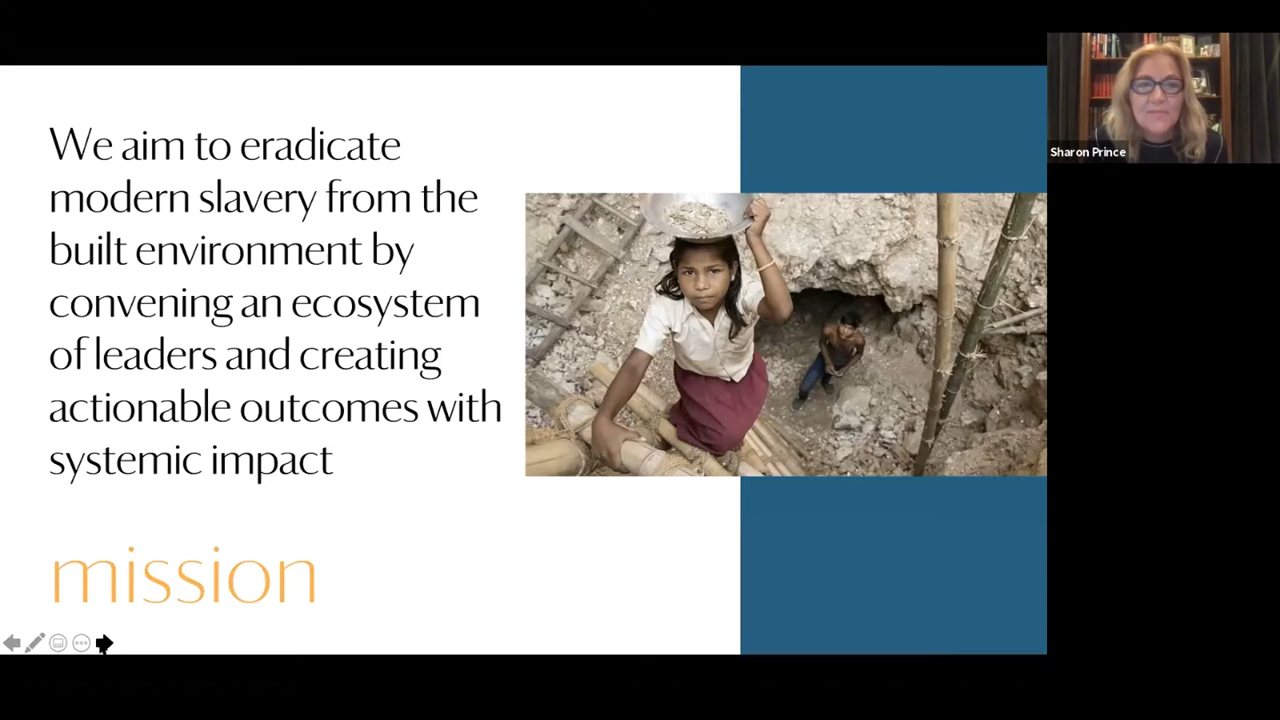 We aim to eradicate
modern slavery from the
built environment by
convening an ecosystem
of leaders and creating
actionable outcomes with
systemic impact
mission
Sharon Prince